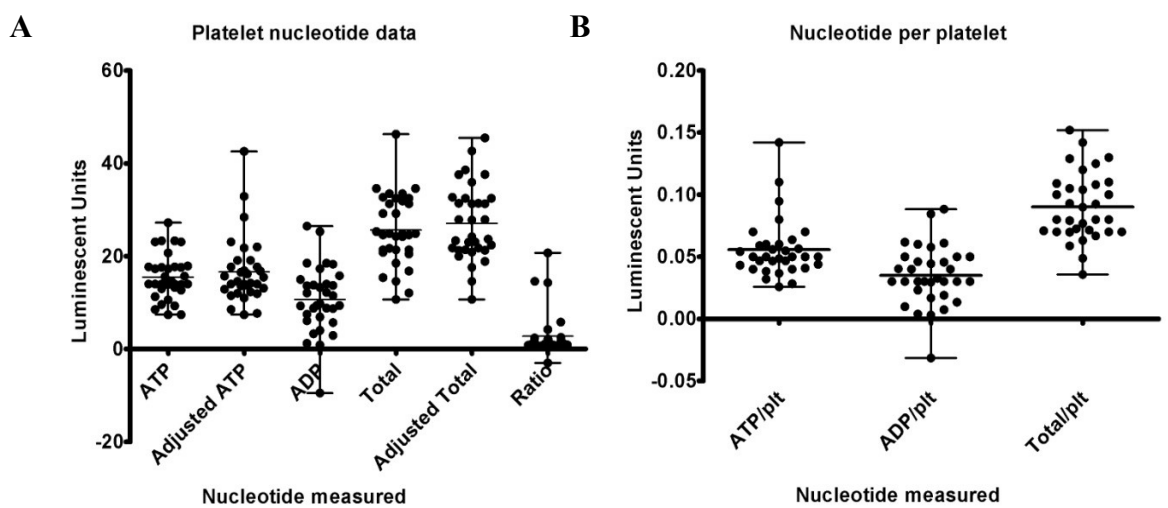 A
Platelet nucleotide data
Luminescent Units
60
40
20
0
-20
ATP
Adjusted ATP
ADP
Total
Adjusted Total
Ratio
Nucleotide measured
B
Nucleotide per platelet
Luminescent Units
0.20
0.15
0.10
0.05
0.00
-0.05
ATP/plt
ADP/plt
Total/plt
Nucleotide measured